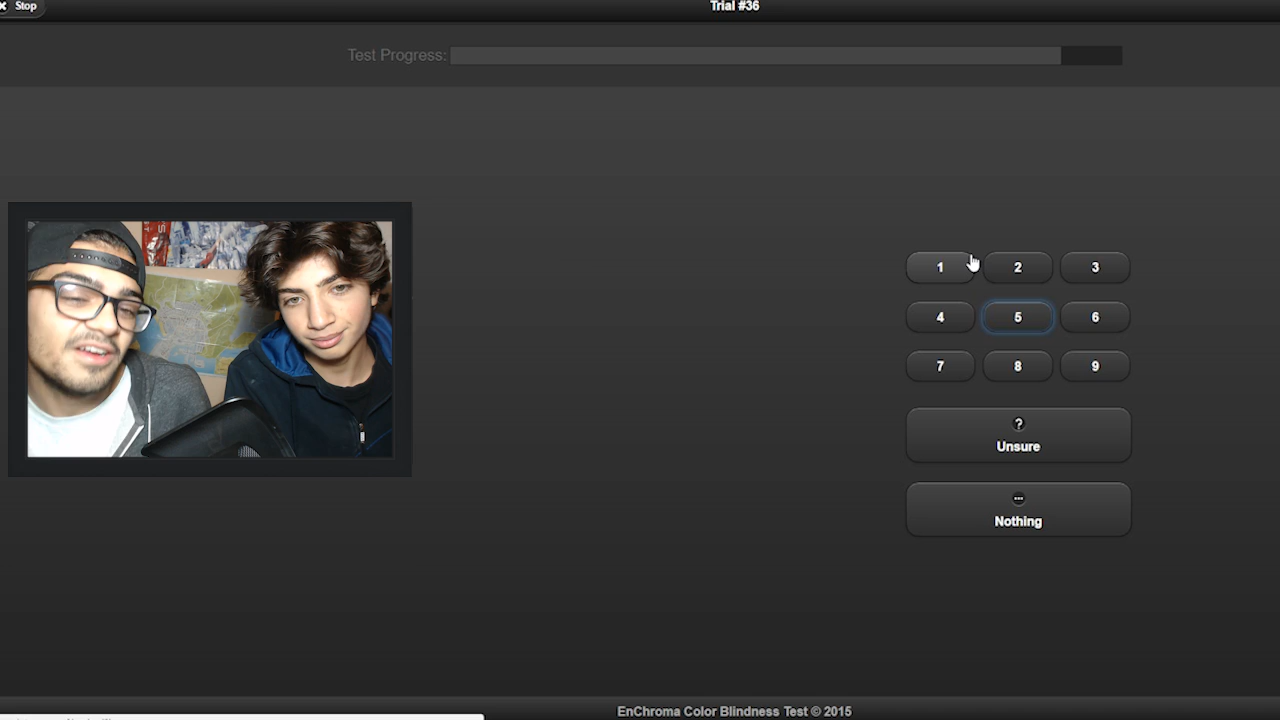 Stop
Trial #36
Test Progress:
1 2 3
4 5 6
7 8 9
?
Unsure
...
Nothing
EnChroma Color Blindness Test © 2015